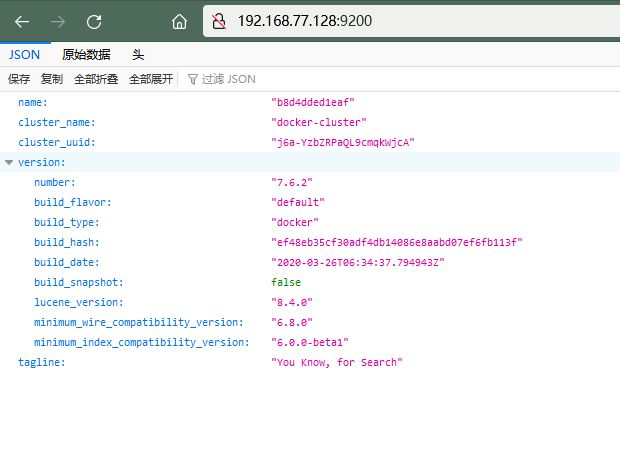 192.168.77.128:9200
JSON 原始数据 头
保存 复制 全部折叠 全部展开 过滤 JSON
name: "b8d4dded1eaf"
cluster_name: "docker-cluster"
cluster_uuid: "j6a-YzbZRPaQL9cmqkWjcA"
version:
number: "7.6.2"
build_flavor: "default"
build_type: "docker"
build_hash: "ef48eb35cf30adf4db14086e8aabd07ef6fb113f"
build_date: "2020-03-26T06:34:37.794943Z"
build_snapshot: false
lucene_version: "8.4.0"
minimum_wire_compatibility_version: "6.8.0"
minimum_index_compatibility_version: "6.0.0-beta1"
tagline: "You Know, for Search"